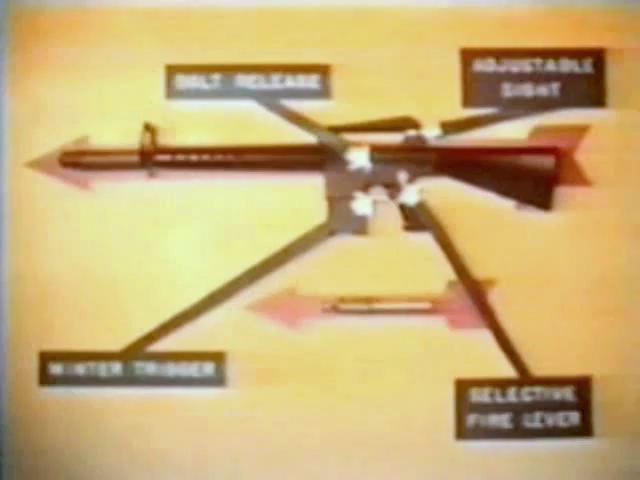 BOLT RELEASE
ADJUSTABLE
SIGHT
WINTER TRIGGER
SELECTIVE
FIRE LEVER